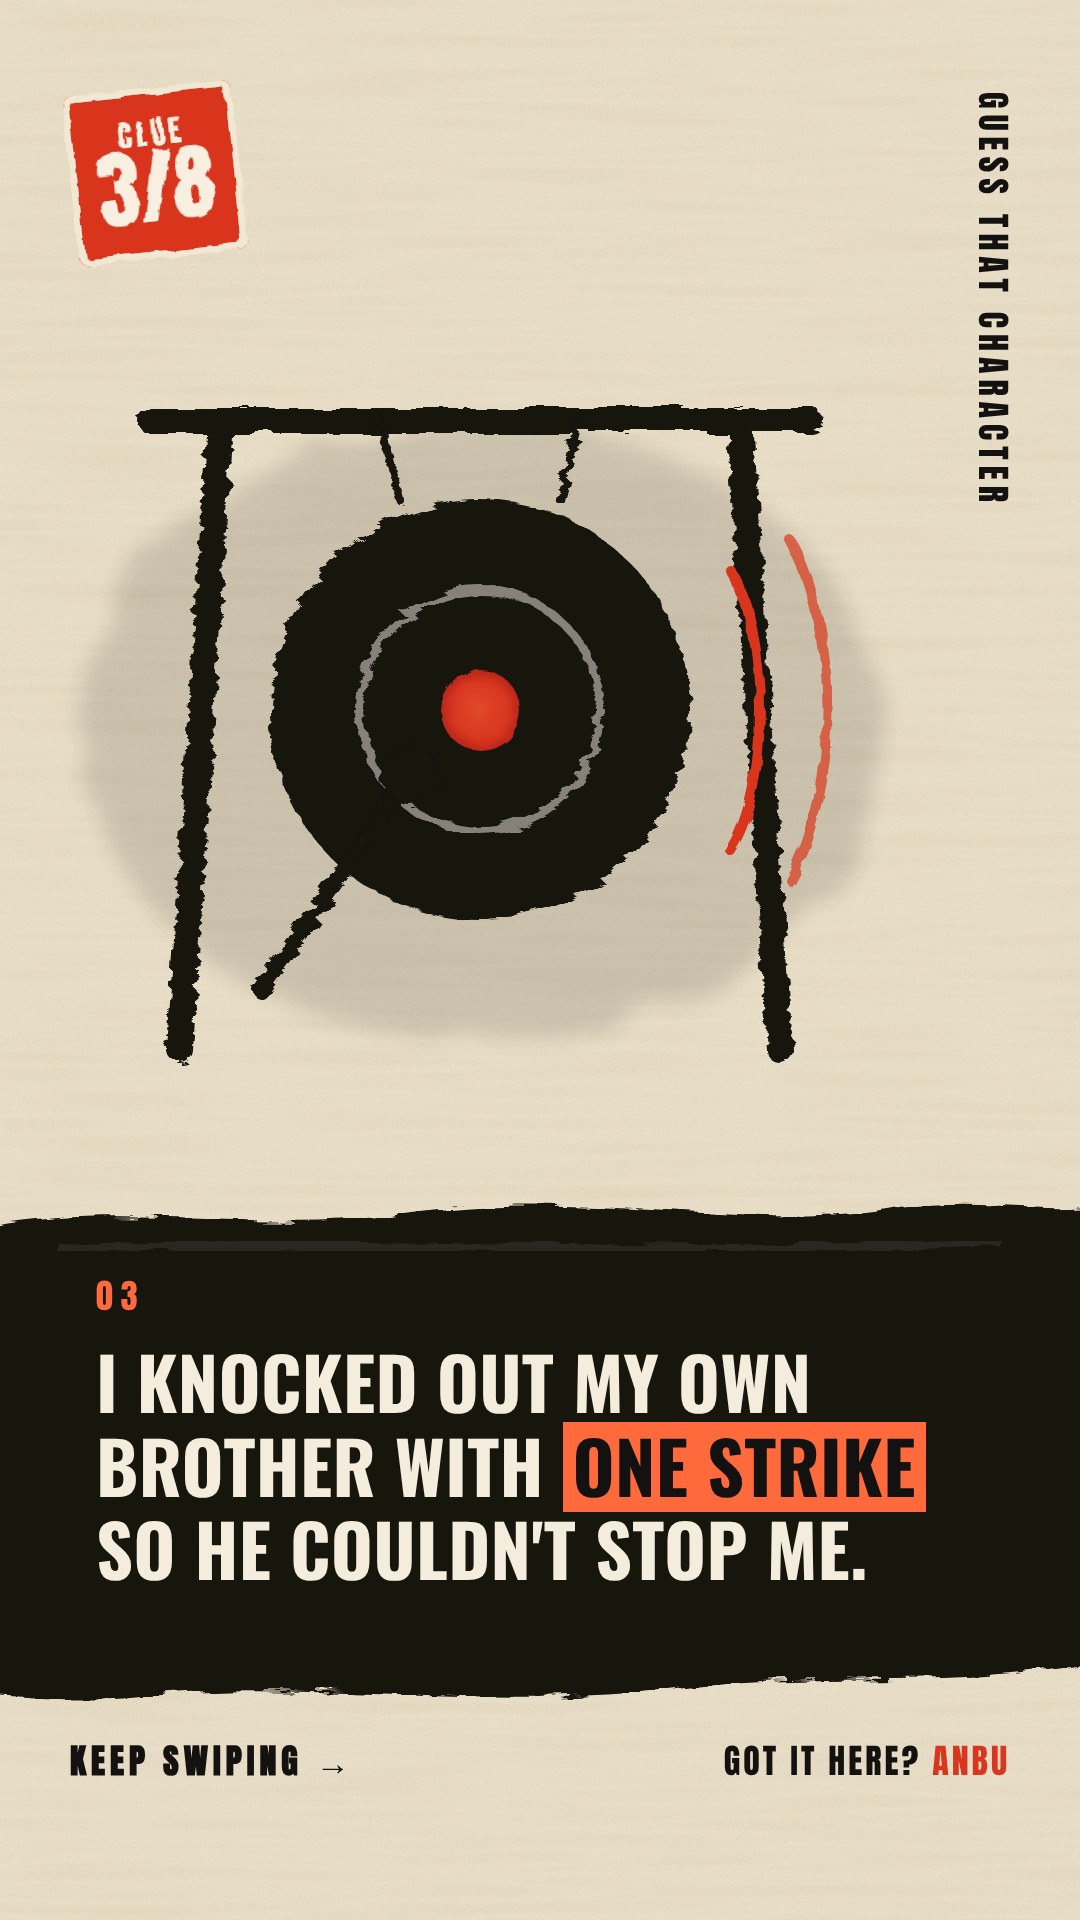 CLUE
3/8
GUESS THAT CHARACTER
03
I KNOCKED OUT MY OWN
BROTHER WITH ONE STRIKE
SO HE COULDN'T STOP ME.
KEEP SWIPING →
GOT IT HERE? ANBU